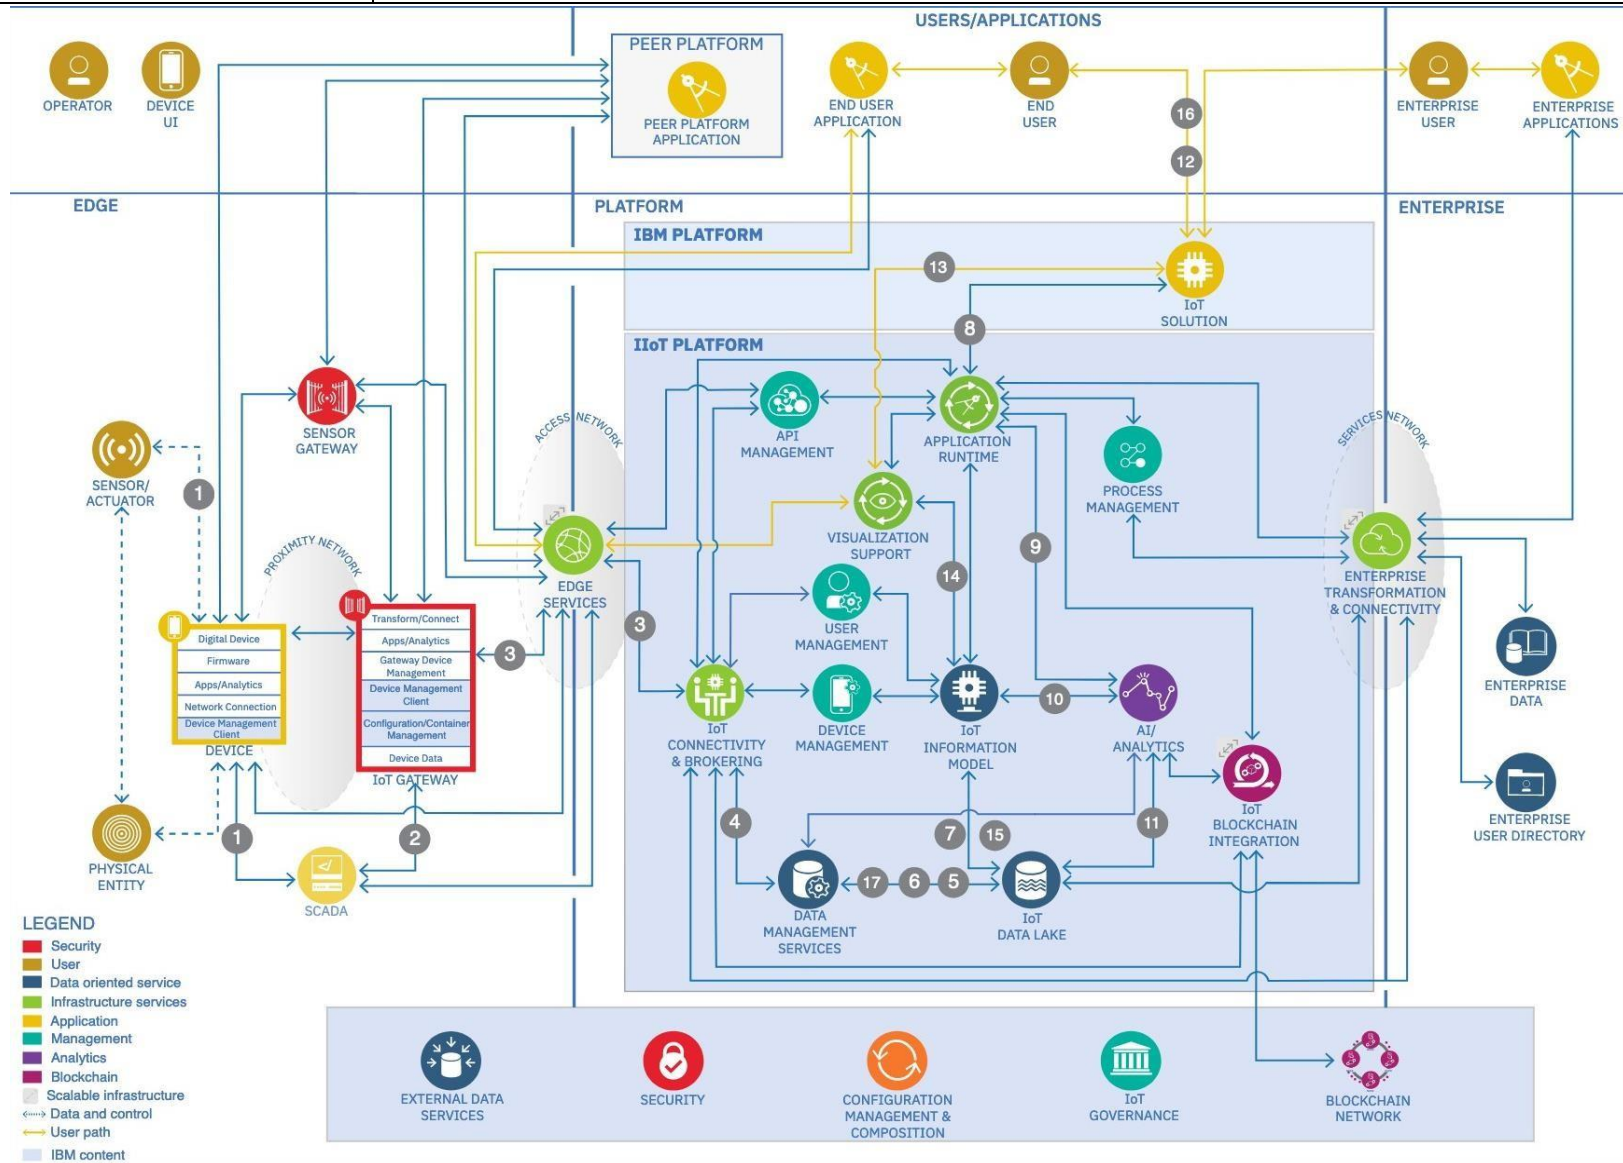 USERS/APPLICATIONS
OPERATOR
DEVICE
UI
PEER PLATFORM
PEER PLATFORM
APPLICATION
END USER
APPLICATION
END
USER
16
12
ENTERPRISE
USER
ENTERPRISE
APPLICATIONS
EDGE
PLATFORM
ENTERPRISE
IBM PLATFORM
13
IoT
SOLUTION
8
IIoT PLATFORM
SENSOR
GATEWAY
ACCESS NETWORK
API
MANAGEMENT
APPLICATION
RUNTIME
PROCESS
MANAGEMENT
SERVICES NETWORK
SENSOR/
ACTUATOR
1
PROXIMITY NETWORK
EDGE
SERVICES
VISUALIZATION
SUPPORT
9
14
ENTERPRISE
TRANSFORMATION
& CONNECTIVITY
USER
MANAGEMENT
3
3
Digital Device
Firmware
Apps/Analytics
Network Connection
Device Management
Client
DEVICE
Transform/Connect
Apps/Analytics
Gateway Device
Management
Device Management
Client
Configuration/Container
Management
Device Data
IoT GATEWAY
IoT
CONNECTIVITY
& BROKERING
DEVICE
MANAGEMENT
IoT
INFORMATION
MODEL
10
AI/
ANALYTICS
ENTERPRISE
DATA
IoT
BLOCKCHAIN
INTEGRATION
ENTERPRISE
USER DIRECTORY
PHYSICAL
ENTITY
1
2
SCADA
4
7
15
11
17
6
5
DATA
MANAGEMENT
SERVICES
IoT
DATA LAKE
LEGEND
Security
User
Data oriented service
Infrastructure services
Application
Management
Analytics
Blockchain
Scalable infrastructure
Data and control
User path
IBM content
EXTERNAL DATA
SERVICES
SECURITY
CONFIGURATION
MANAGEMENT &
COMPOSITION
IoT
GOVERNANCE
BLOCKCHAIN
NETWORK